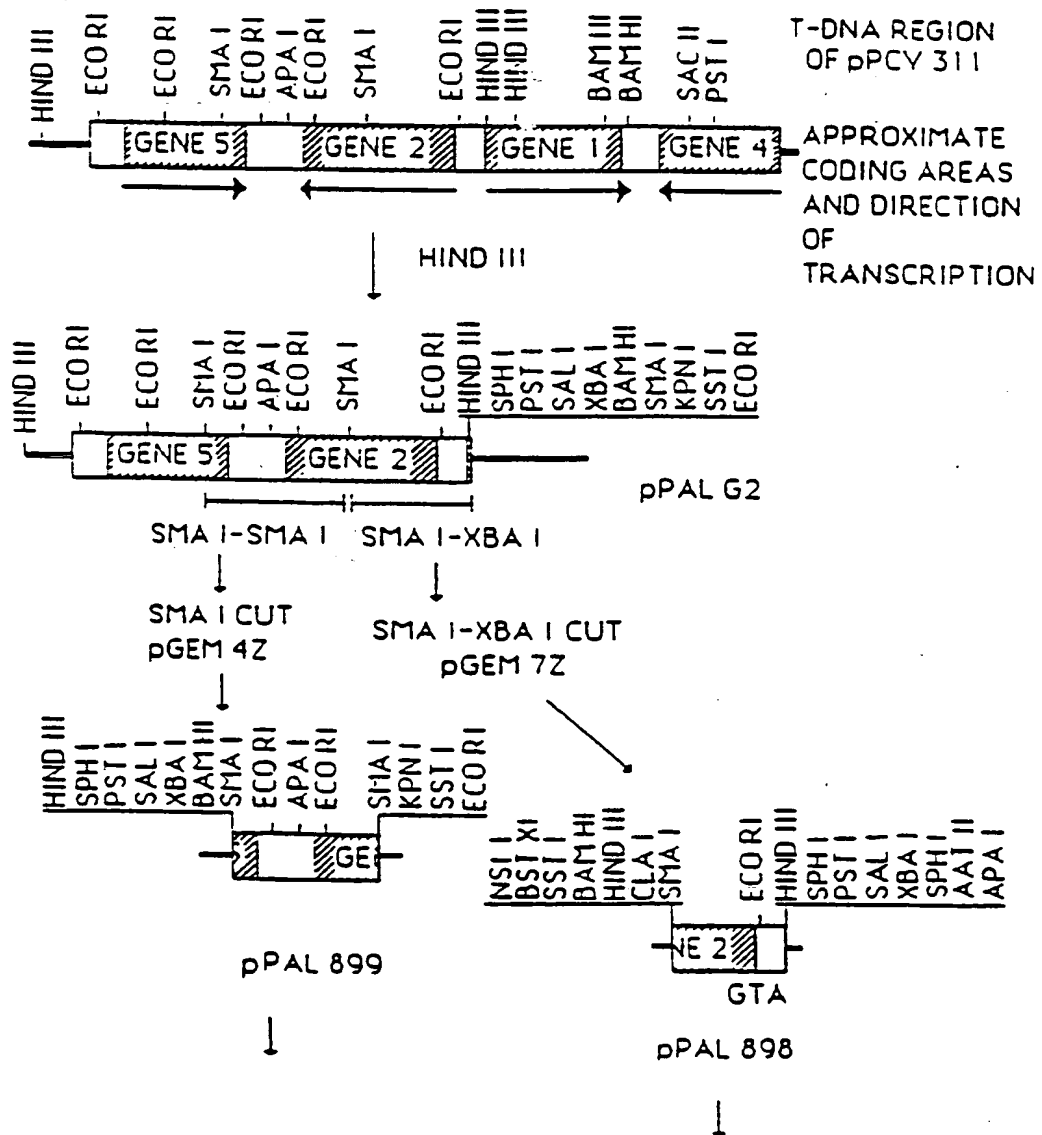 HIND III
ECO RI
ECO RI
SMA I
ECO RI
APA I
ECO RI
SMA I
ECO RI
HIND III
HIND III
BAM III
BAM HI
SAC II
PST I
T-DNA REGION
OF pPCY 311
GENE 5
GENE 2
GENE 1
GENE 4
APPROXIMATE
CODING AREAS
AND DIRECTION
OF
TRANSCRIPTION
HIND III
HIND III
ECO RI
ECO RI
SMA I
ECO RI
APA I
ECO RI
SMA I
ECO RI
HIND III
SPH I
PST I
SAL I
XBA I
BAM HI
SMA I
KPN I
SST I
ECO RI
GENE 5
GENE 2
pPAL G2
SMA I-SMA I
SMA I-XBA I
SMA I CUT
pGEM 4Z
SMA I-XBA I CUT
pGEM 7Z
HIND III
SPH I
PST I
SAL I
XBA I
BAM III
SMA I
ECO RI
APA I
ECO RI
SMA I
KPN I
SST I
ECO RI
GE
pPAL 899
NSI I
BST XI
SST I
BAM HI
HIND III
CLA I
SMA I
ECO RI
HIND III
SPH I
PST I
SAL I
XBA I
SPH I
AAT II
APA I
NE 2
GTA
pPAL 898